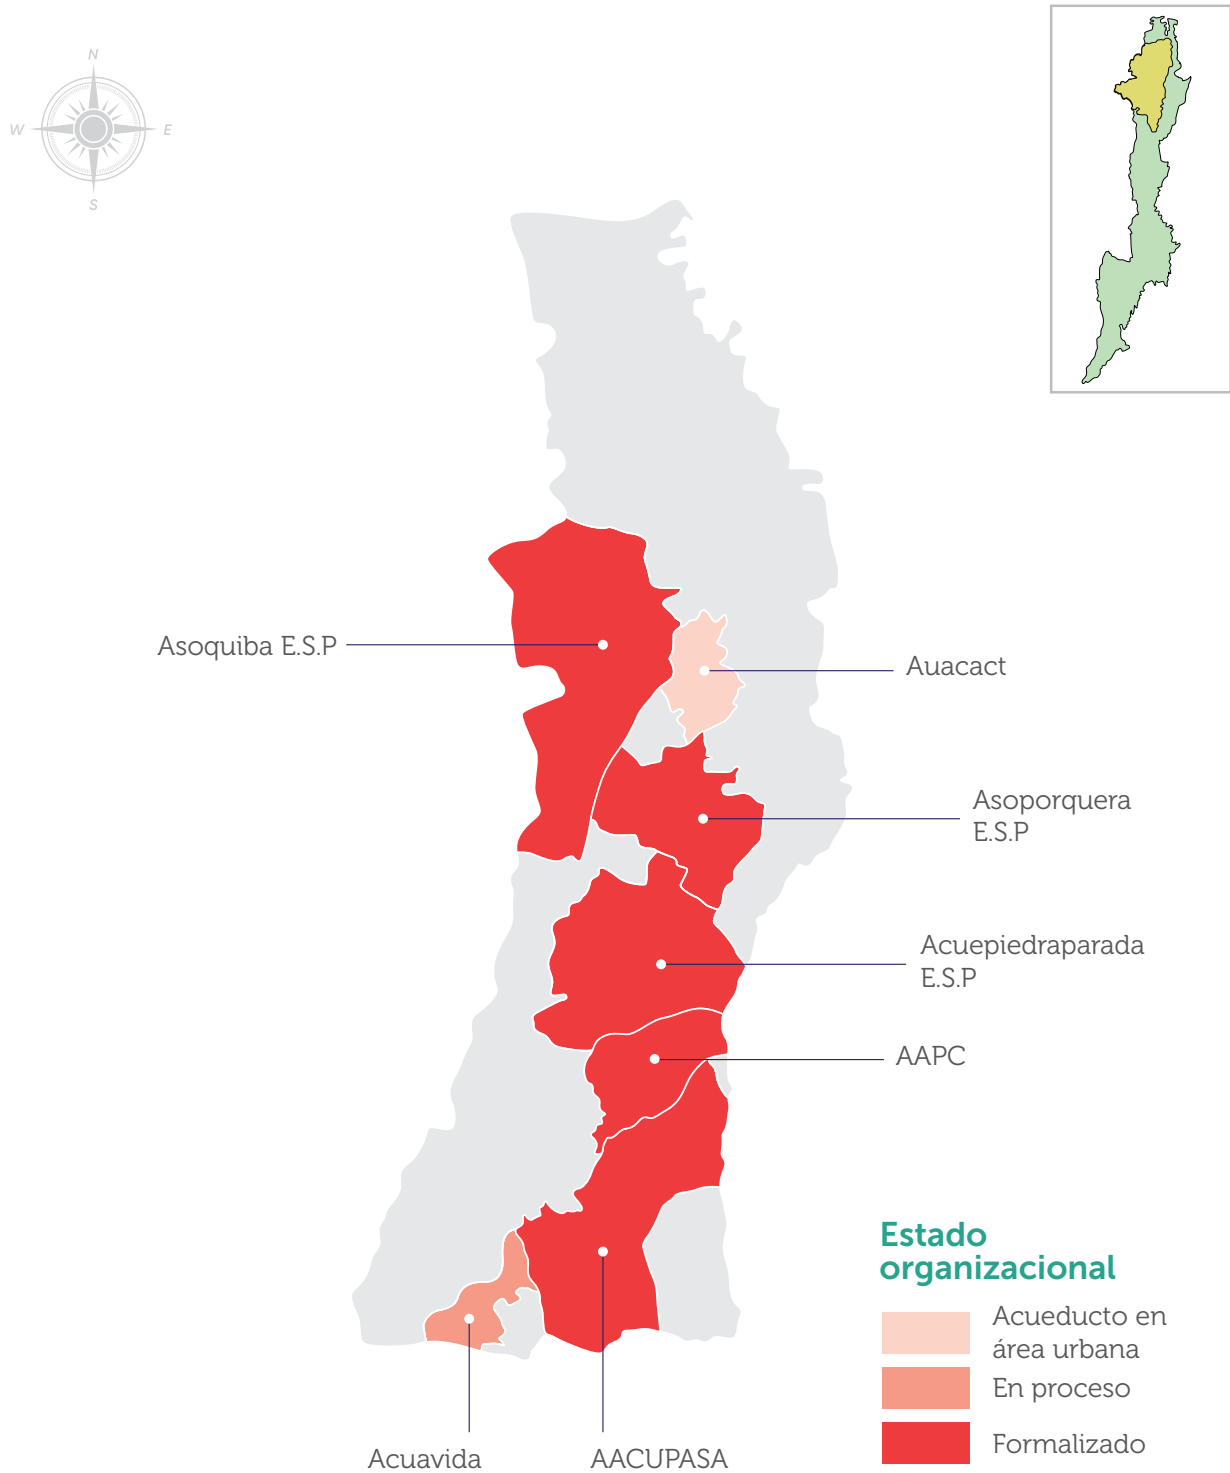 N
W
E
S
Asoquiba E.S.P
Auacact
Asoporquera
E.S.P
Acuepiedraparada
E.S.P
AAPC
Estado
organizacional
Acueducto en
área urbana
En proceso
Formalizado
Acuavida
AACUPASA